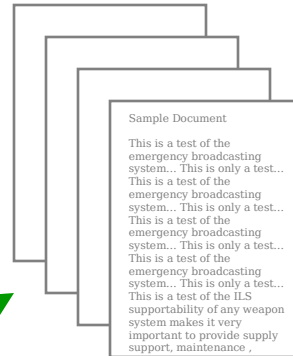 Sample Document
This is a test of the
emergency broadcasting
system... This is only a test...
This is a test of the
emergency broadcasting
system... This is only a test...
This is a test of the
emergency broadcasting
system... This is only a test...
This is a test of the
emergency broadcasting
system... This is only a test...
This is a test of the ILS
supportability of any weapon
system makes it very
important to provide supply
support, maintenance ,